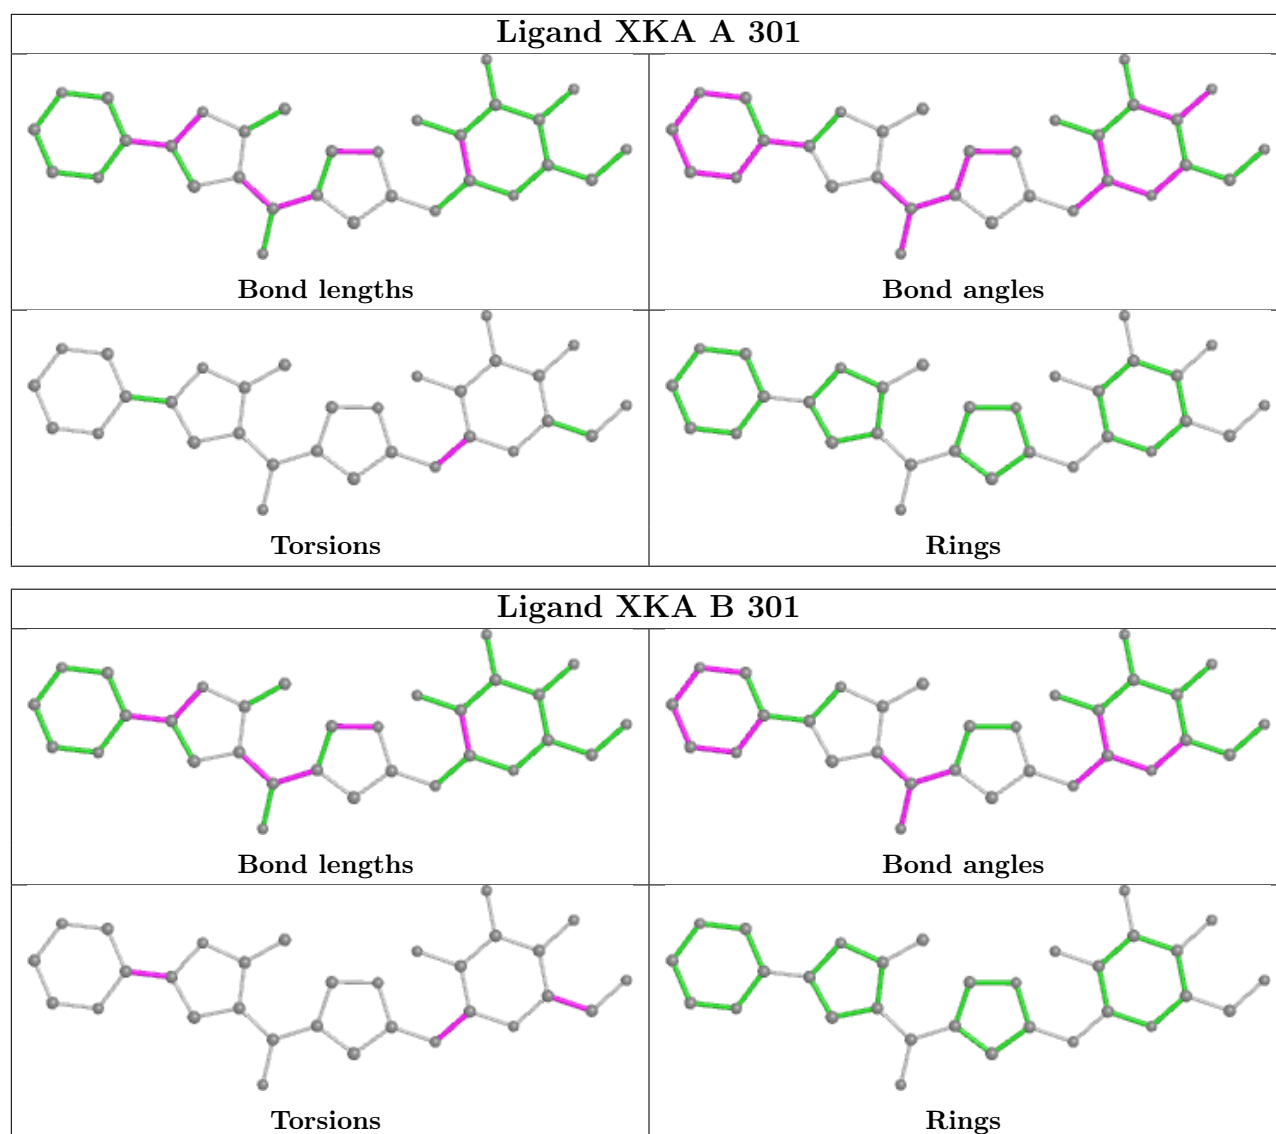 Ligand XKA A 301
Bond lengths
Bond angles
Torsions
Rings
Ligand XKA B 301
Bond lengths
Bond angles
Torsions
Rings